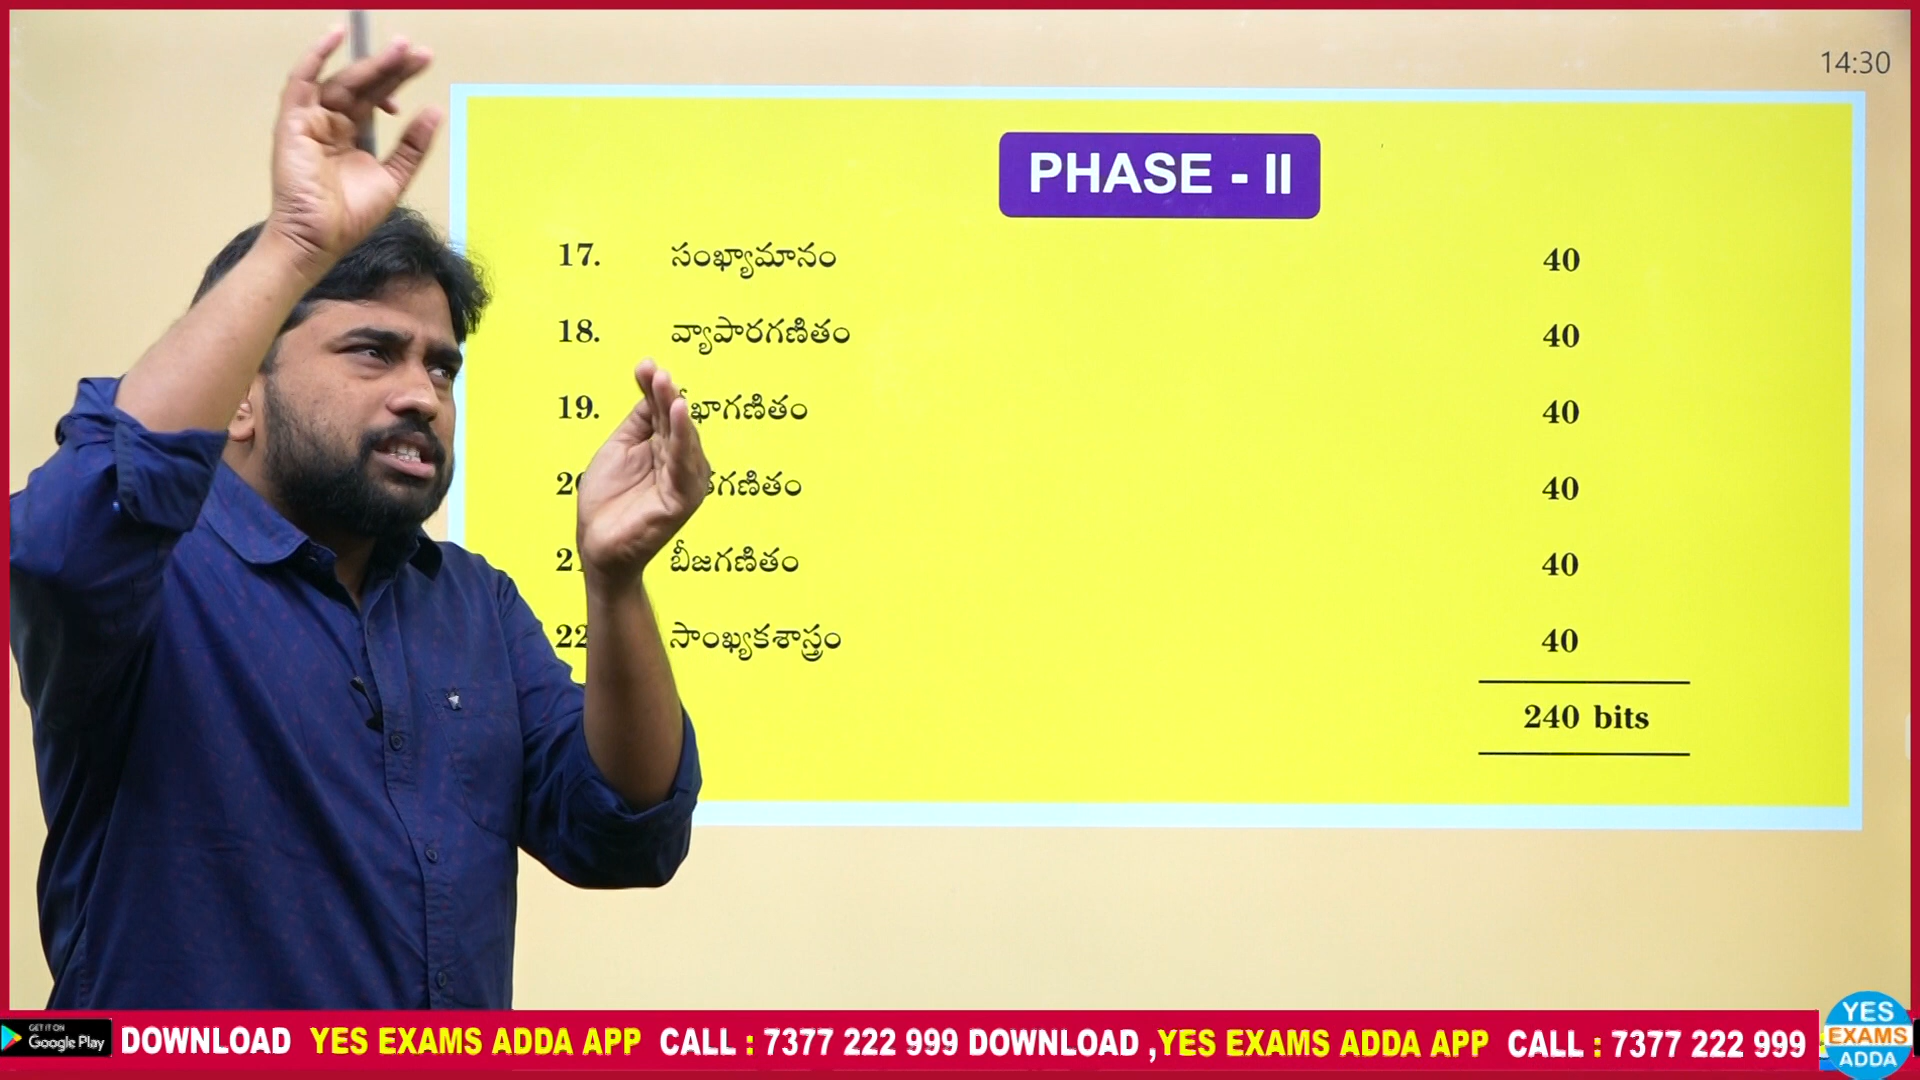 14:30
PHASE - II
17. సంఖ్యామానం 40
18. వ్యాపారగణితం 40
19. 40
40
బీజగణితం 40
22 సాంఖ్యకశాస్త్రం 40
240 bits
GET IT ON
Google Play
DOWNLOAD YES EXAMS ADDA APP CALL : 7377 222 999 DOWNLOAD ,YES EXAMS ADDA APP CALL : 7377 222 999
YES
EXAMS
ADDA